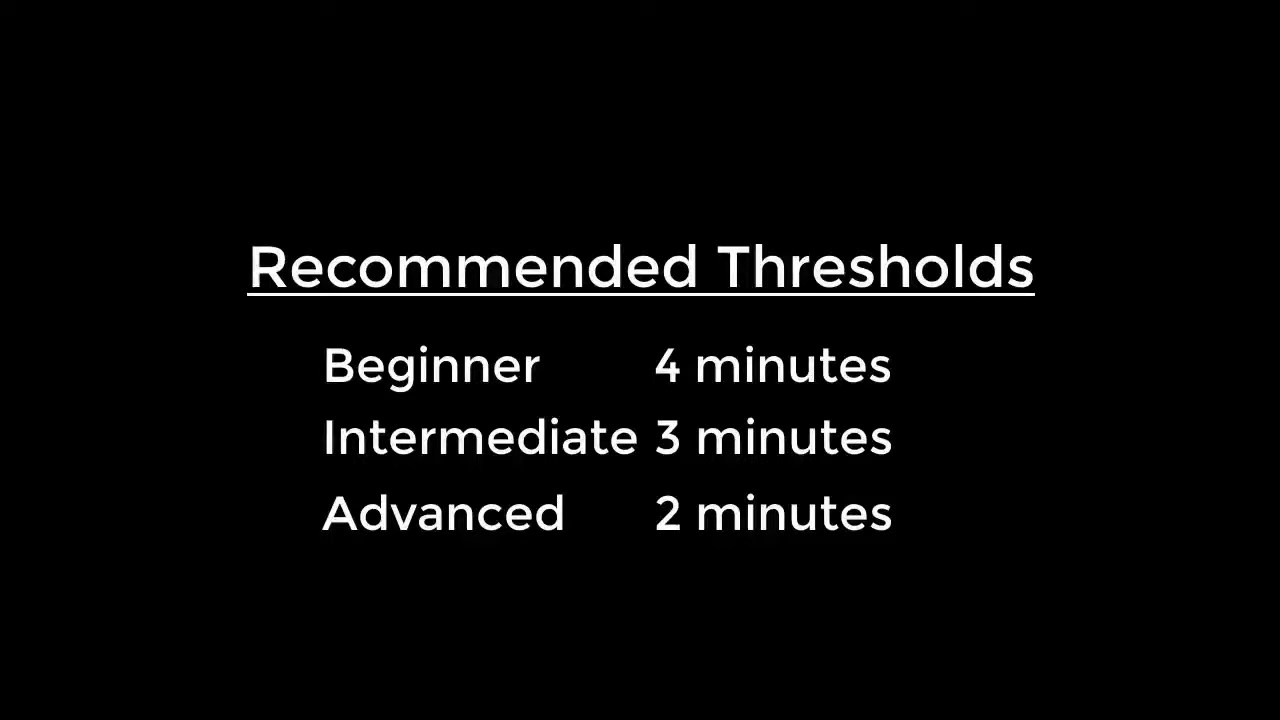 Recommended Thresholds
Beginner 4 minutes
Intermediate 3 minutes
Advanced 2 minutes